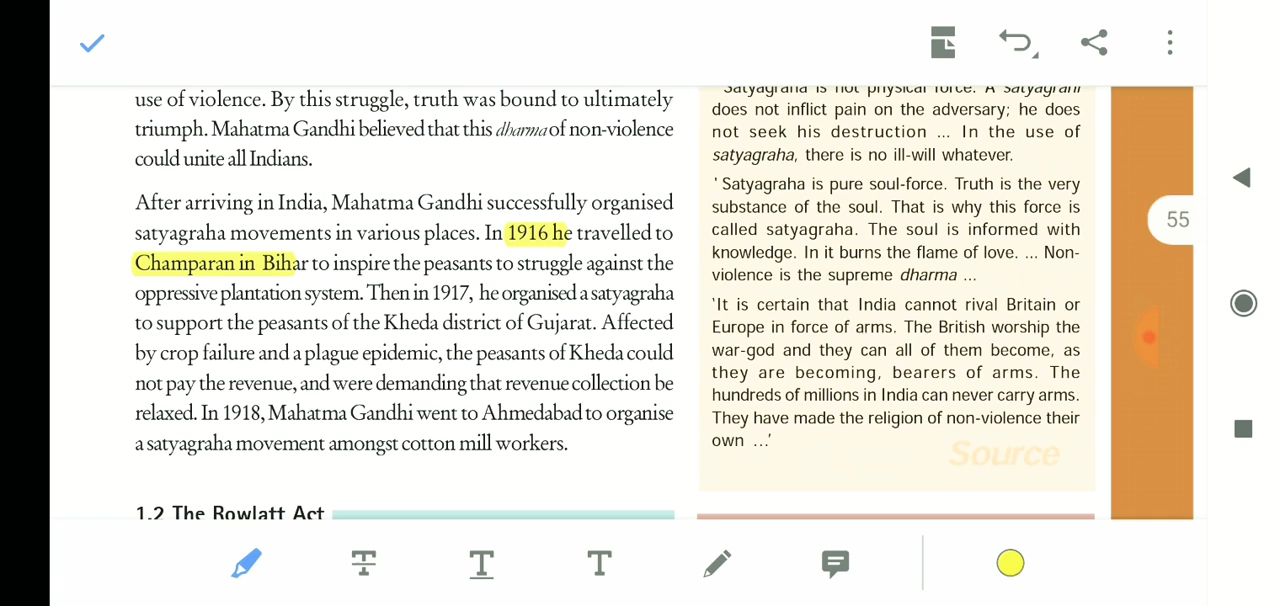 use of violence. By this struggle, truth was bound to ultimately
triumph. Mahatma Gandhi believed that this dharma of non-violence
could unite all Indians.
After arriving in India, Mahatma Gandhi successfully organised
satyagraha movements in various places. In 1916 he travelled to
Champaran in Bihar to inspire the peasants to struggle against the
oppressive plantation system. Then in 1917, he organised a satyagraha
to support the peasants of the Kheda district of Gujarat. Affected
by crop failure and a plague epidemic, the peasants of Kheda could
not pay the revenue, and were demanding that revenue collection be
relaxed. In 1918, Mahatma Gandhi went to Ahmedabad to organise
a satyagraha movement amongst cotton mill workers.
1.2 The Rowlatt Act
Satyagraha is not physical force. A satyagrahi
does not inflict pain on the adversary; he does
not seek his destruction ... In the use of
satyagraha, there is no ill-will whatever.
' Satyagraha is pure soul-force. Truth is the very
substance of the soul. That is why this force is
called satyagraha. The soul is informed with
knowledge. In it burns the flame of love. ... Non-
violence is the supreme dharma ...
'It is certain that India cannot rival Britain or
Europe in force of arms. The British worship the
war-god and they can all of them become, as
they are becoming, bearers of arms. The
hundreds of millions in India can never carry arms.
They have made the religion of non-violence their
own ...'
Source
55
T
T
T